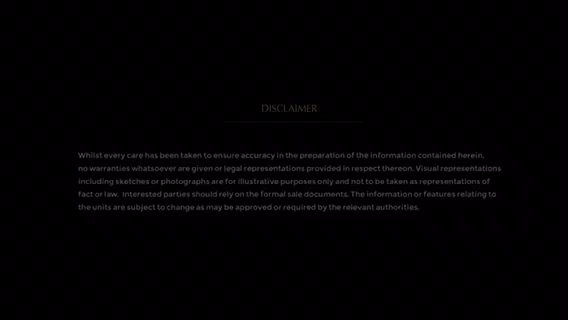 DISCLAIMER
Whilst every care has been taken to ensure accuracy in the preparation of the information contained herein,
no warranties whatsoever are given or legal representations provided in respect thereon. Visual representations
including sketches or photographs are for illustrative purposes only and not to be taken as representations of
fact or law. Interested parties should rely on the formal sale documents. The information or features relating to
the units are subject to change as may be approved or required by the relevant authorities.